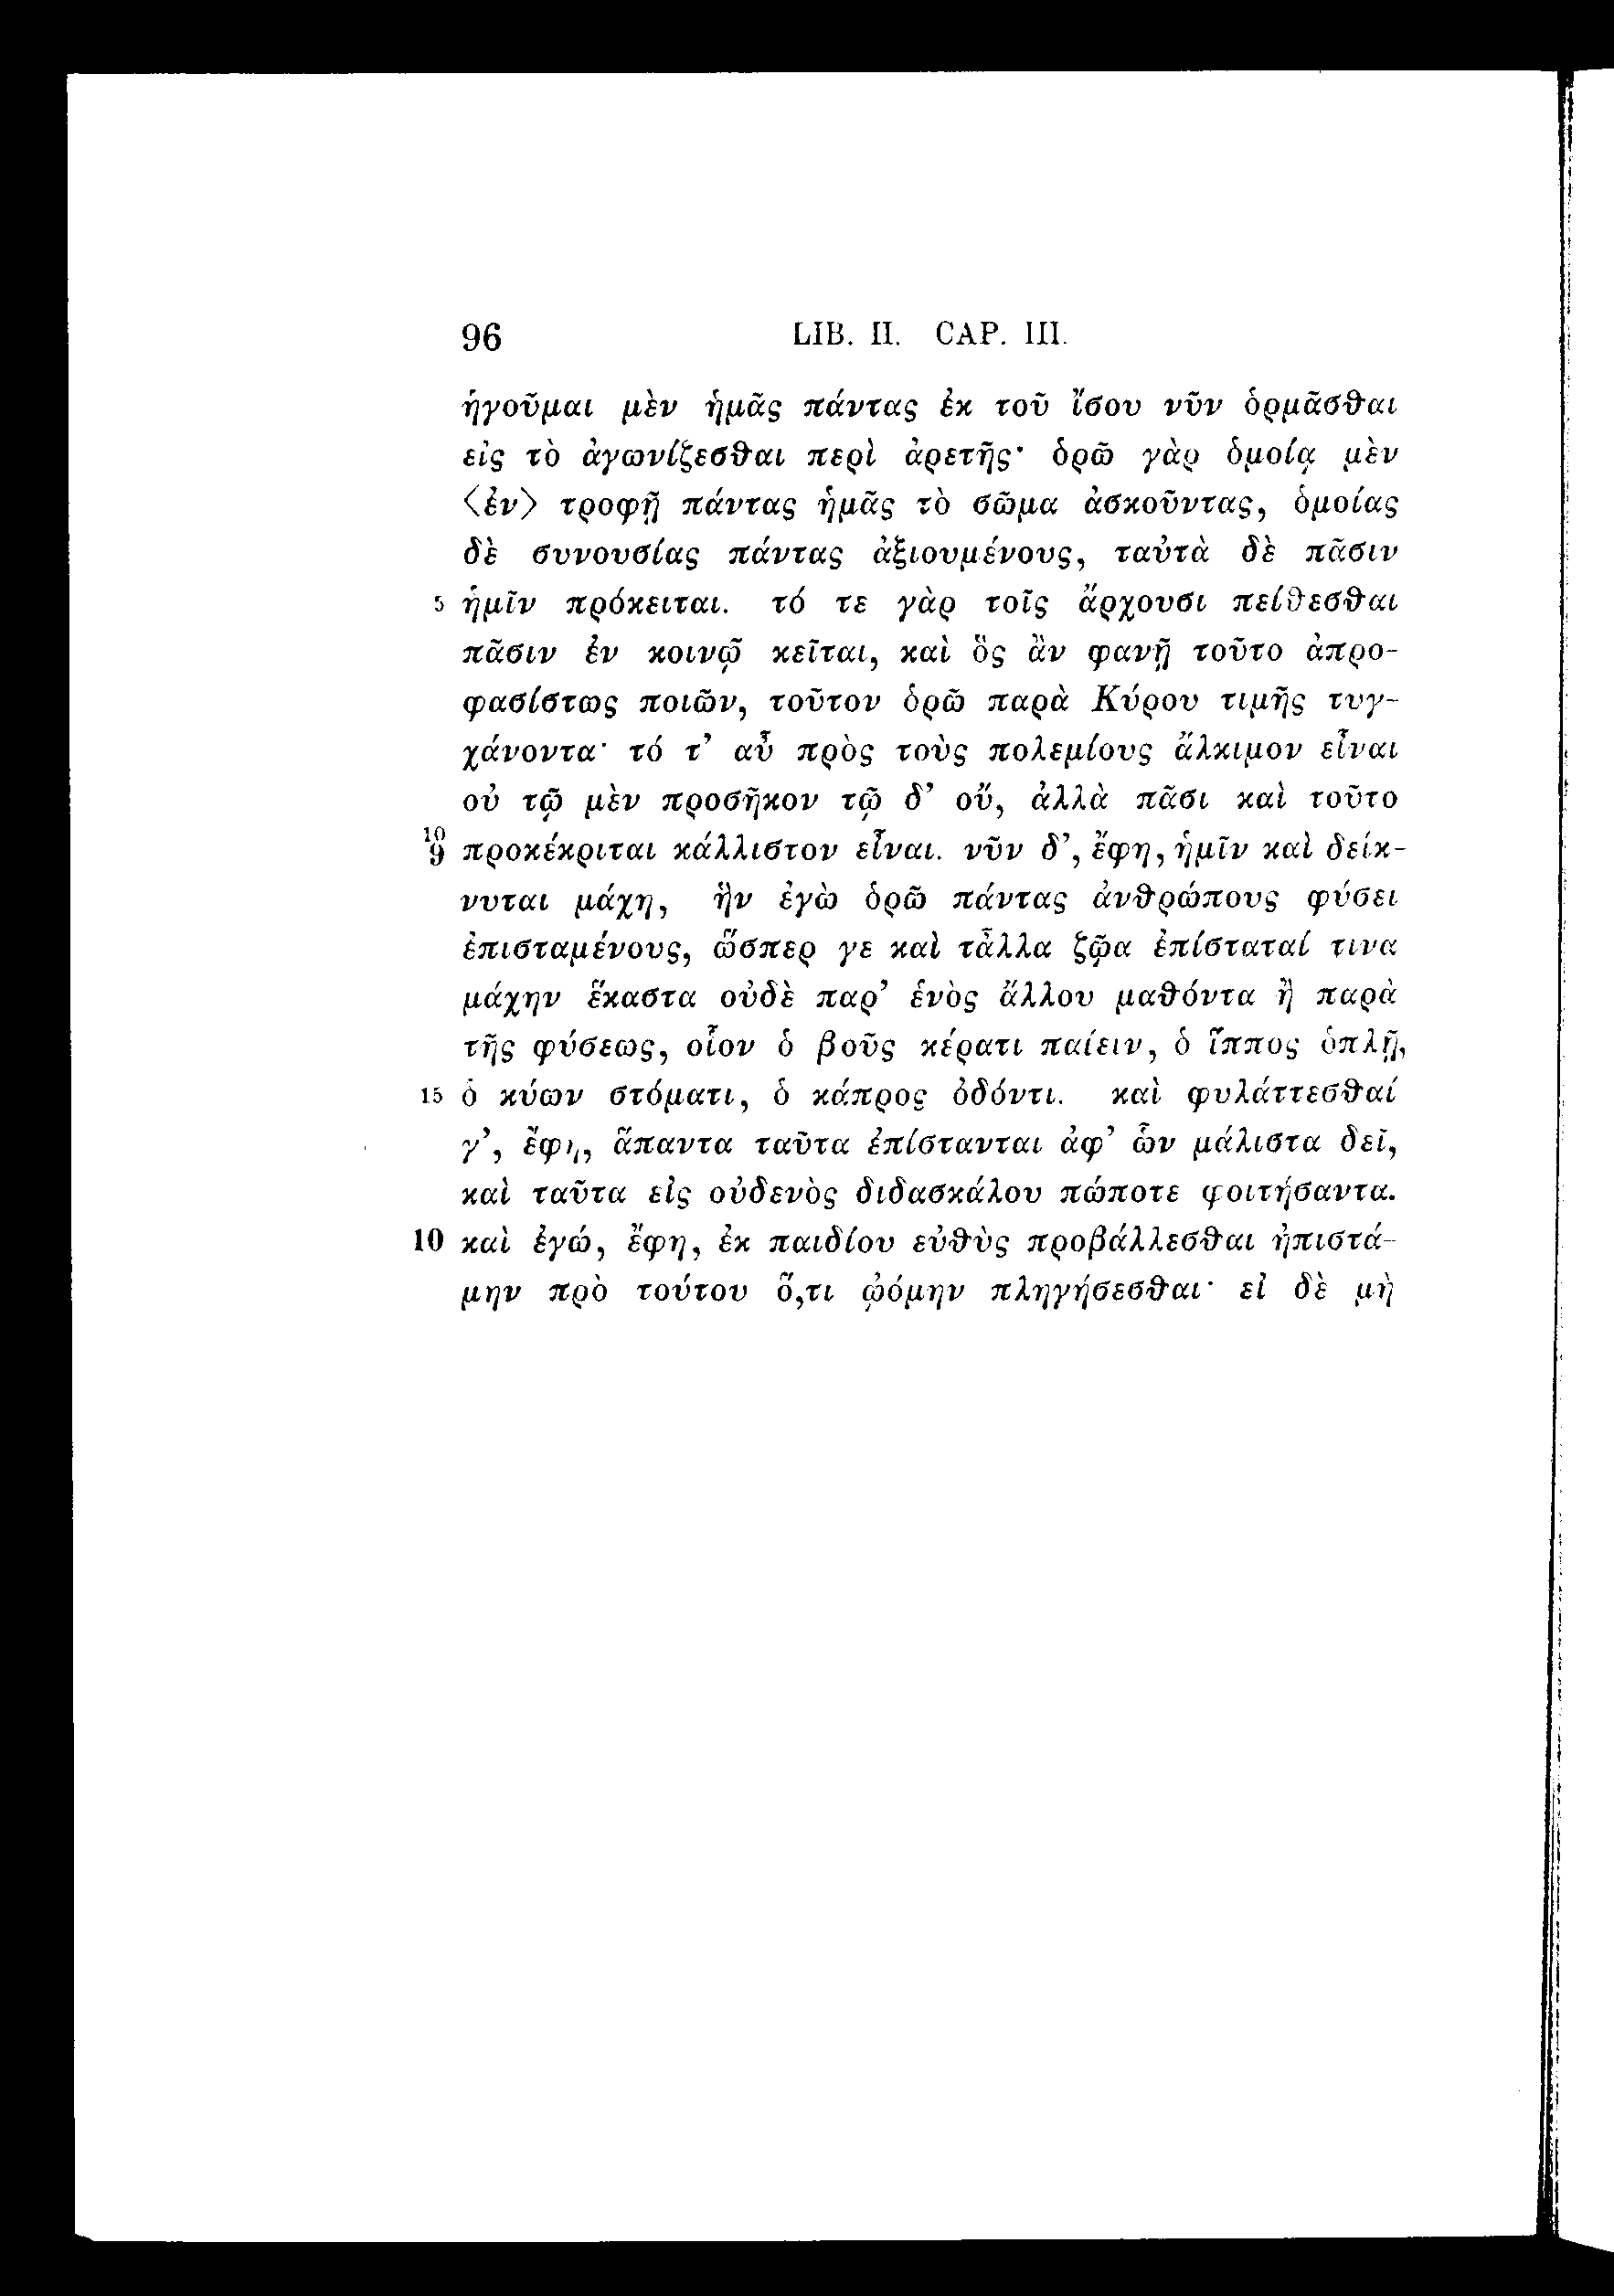 96 LIB. II. CAP. III.
ἡγοῦμαι μὲν ἡμᾶς πάντας ἐκ τοῦ ἴσου νῦν ὁρμᾶσθαι
εἰς τὸ ἀγωνίζεσθαι περὶ ἀρετῆς· ὁρῶ γὰρ ὁμοίᾳ μὲν
⟨ἐν⟩ τροφῇ πάντας ἡμᾶς τὸ σῶμα ἀσκοῦντας, ὁμοίας
δὲ συνουσίας πάντας ἀξιουμένους, ταὐτὰ δὲ πᾶσιν
5 ἡμῖν πρόκειται. τό τε γὰρ τοῖς ἄρχουσι πείθεσθαι
πᾶσιν ἐν κοινῷ κεῖται, καὶ ὃς ἂν φανῇ τοῦτο ἀπρο-
φασίστως ποιῶν, τοῦτον ὁρῶ παρὰ Κύρου τιμῆς τυγ-
χάνοντα· τό τ’ αὖ πρὸς τοὺς πολεμίους ἄλκιμον εἶναι
οὐ τῷ μὲν προσῆκον τῷ δ’ οὔ, ἀλλὰ πᾶσι καὶ τοῦτο
10 9 προκέκριται κάλλιστον εἶναι. νῦν δ’, ἔφη, ἡμῖν καὶ δείκ-
νυται μάχη, ἣν ἐγὼ ὁρῶ πάντας ἀνθρώπους φύσει
ἐπισταμένους, ὥσπερ γε καὶ τἆλλα ζῷα ἐπίσταταί τινα
μάχην ἕκαστα οὐδὲ παρ’ ἑνὸς ἄλλου μαθόντα ἢ παρὰ
τῆς φύσεως, οἷον ὁ βοῦς κέρατι παίειν, ὁ ἵππος ὁπλῇ,
15 ὁ κύων στόματι, ὁ κάπρος ὀδόντι. καὶ φυλάττεσθαί
γ’, ἔφη, ἅπαντα ταῦτα ἐπίστανται ἀφ’ ὧν μάλιστα δεῖ,
καὶ ταῦτα εἰς οὐδενὸς διδασκάλου πώποτε φοιτήσαντα.
10 καὶ ἐγώ, ἔφη, ἐκ παιδίου εὐθὺς προβάλλεσθαι ἠπιστά-
μην πρὸ τούτου ὅ,τι ᾠόμην πληγήσεσθαι· εἰ δὲ μὴ